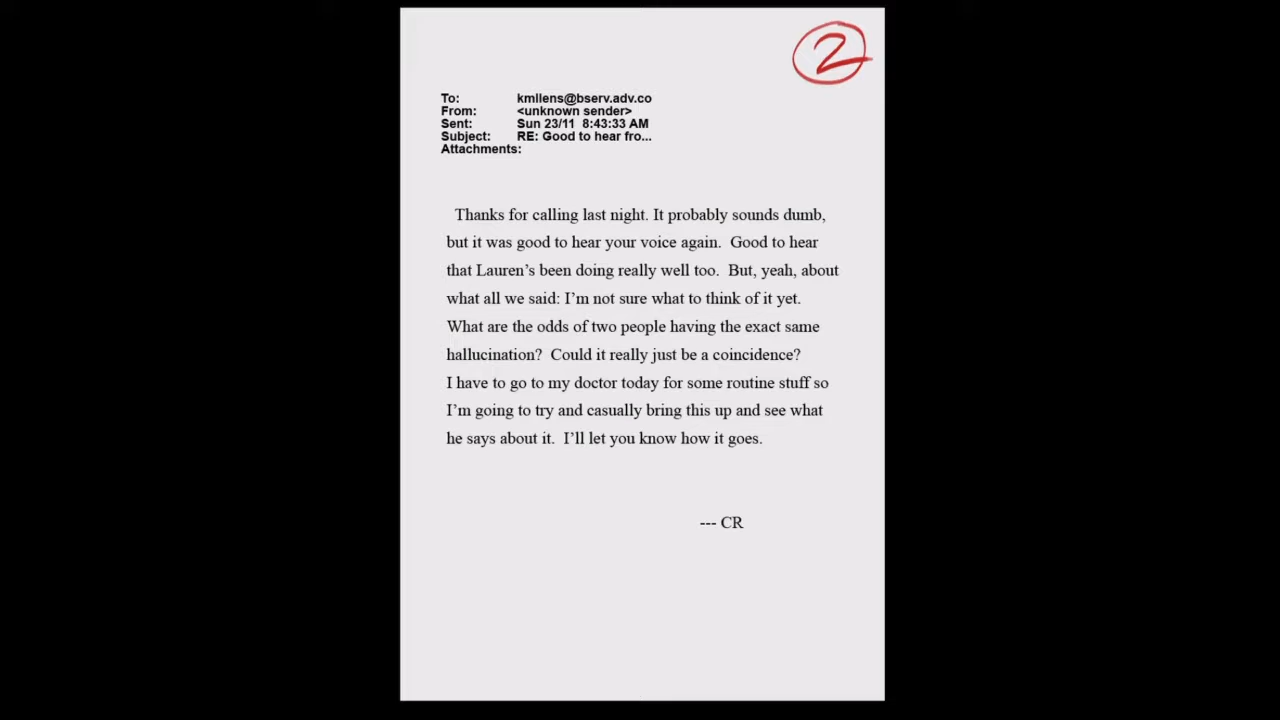 2
To: kmllens@bserv.adv.co
From: <unknown sender>
Sent: Sun 23/11 8:43:33 AM
Subject: RE: Good to hear fro...
Attachments:
Thanks for calling last night. It probably sounds dumb,
but it was good to hear your voice again. Good to hear
that Lauren’s been doing really well too. But, yeah, about
what all we said: I’m not sure what to think of it yet.
What are the odds of two people having the exact same
hallucination? Could it really just be a coincidence?
I have to go to my doctor today for some routine stuff so
I’m going to try and casually bring this up and see what
he says about it. I’ll let you know how it goes.
--- CR